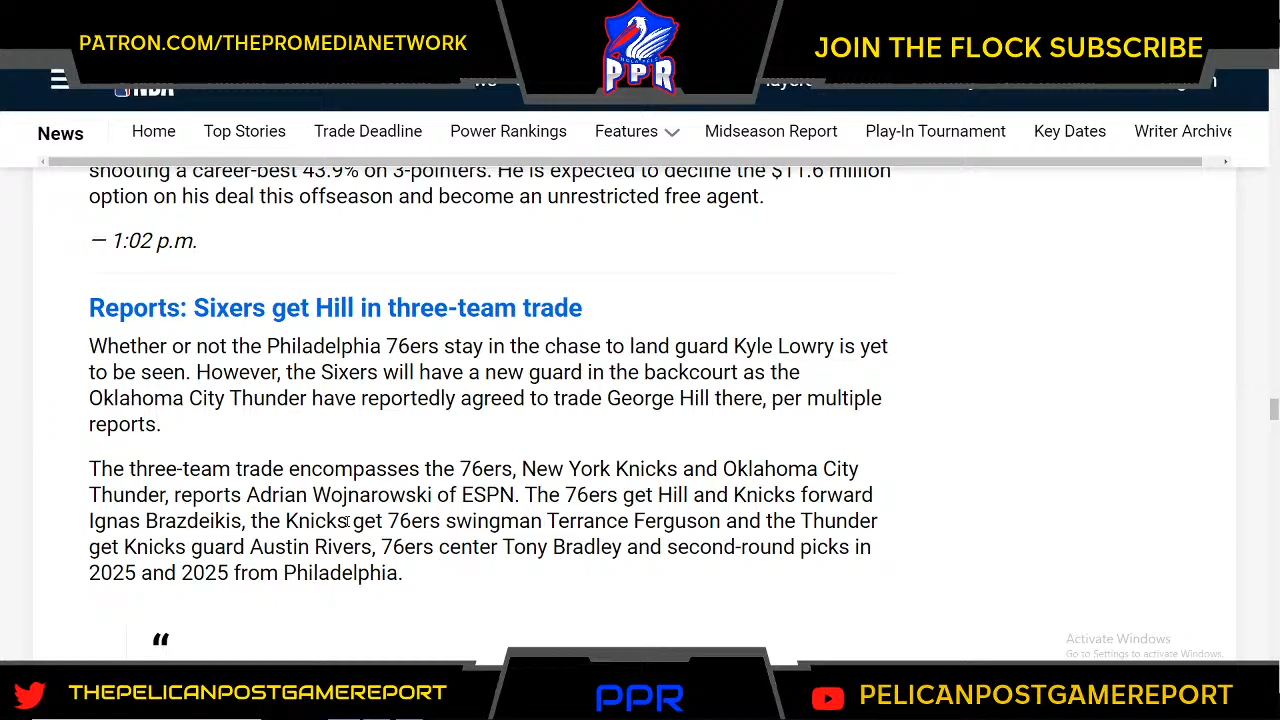 PATRON.COM/THEPROMEDIANETWORK
PPR
JOIN THE FLOCK SUBSCRIBE
News
Home
Top Stories
Trade Deadline
Power Rankings
Features
Midseason Report
Play-In Tournament
Key Dates
Writer Archive
shooting a career-best 43.9% on 3-pointers. He is expected to decline the $11.6 million
option on his deal this offseason and become an unrestricted free agent.
— 1:02 p.m.
Reports: Sixers get Hill in three-team trade
Whether or not the Philadelphia 76ers stay in the chase to land guard Kyle Lowry is yet
to be seen. However, the Sixers will have a new guard in the backcourt as the
Oklahoma City Thunder have reportedly agreed to trade George Hill there, per multiple
reports.
The three-team trade encompasses the 76ers, New York Knicks and Oklahoma City
Thunder, reports Adrian Wojnarowski of ESPN. The 76ers get Hill and Knicks forward
Ignas Brazdeikis, the Knicks get 76ers swingman Terrance Ferguson and the Thunder
get Knicks guard Austin Rivers, 76ers center Tony Bradley and second-round picks in
2025 and 2025 from Philadelphia.
“
Activate Windows
Go to Settings to activate Windows.
THEPELICANPOSTGAMEREPORT
PPR
PELICANPOSTGAMEREPORT